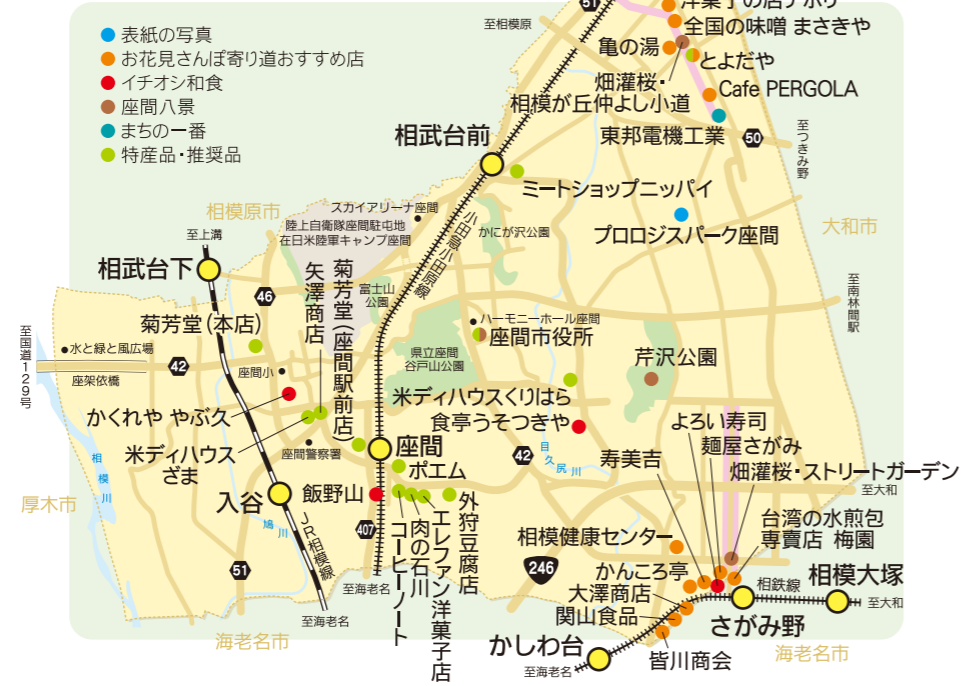 洋菓子の店
51
至相模原
全国の味噌 まさきや
亀の湯
とよだや
畑灌桜・
相模が丘仲よし小道
Cafe PERGOLA
東邦電機工業
50
至つきみ野
表紙の写真
お花見さんぽ寄り道おすすめ店
イチオシ和食
座間八景
まちの一番
特産品・推奨品
相武台前
ミートショップニッパイ
スカイアリーナ座間
相模原市
陸上自衛隊座間駐屯地
在日米陸軍キャンプ座間
小田急小田原線
かにが沢公園
プロロジスパーク座間
大和市
至上溝
相武台下
46
菊芳堂(座間駅前店)
矢澤商店
富士山
公園
至南林間駅
菊芳堂(本店)
ハーモニーホール座間
座間市役所
県立座間
谷戸山公園
芹沢公園
至国道129号
水と緑と風広場
42
座架依橋
座間小
かくれや やぶ久
米ディハウスくりはら
食亭うそつきや
米ディハウス
ざま
座間警察署
座間
ポエム
42
目久尻川
よろい寿司
麺屋さがみ
寿美吉
畑灌桜・ストリートガーデン
至大和
相模川
厚木市
入谷
飯野山
鳩川
JR相模線
407
コーヒーノート
肉の石川
エレファン洋菓子店
外狩豆腐店
台湾の水煎包
専賣店 梅園
相模健康センター
246
かんころ亭
大澤商店
関山食品
相鉄線
相模大塚
至大和
さがみ野
51
至海老名
至海老名
海老名市
かしわ台
至海老名
皆川商会
海老名市